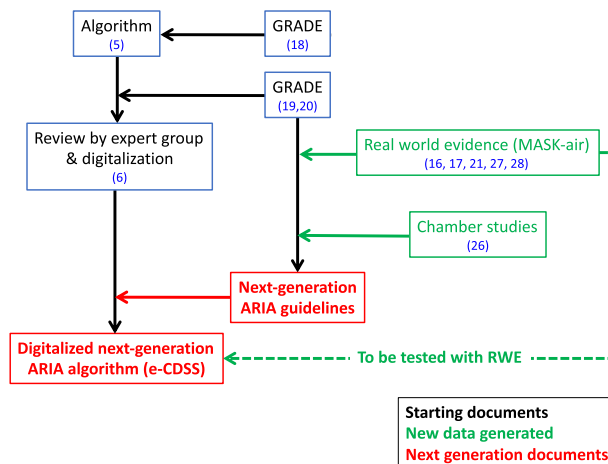 Algorithm
(5)
GRADE
(18)
GRADE
(19,20)
Review by expert group
& digitalization
(6)
Real world evidence (MASK-air)
(16, 17, 21, 27, 28)
Chamber studies
(26)
Next-generation
ARIA guidelines
Digitalized next-generation
ARIA algorithm (e-CDSS)
To be tested with RWE
Starting documents
New data generated
Next generation documents